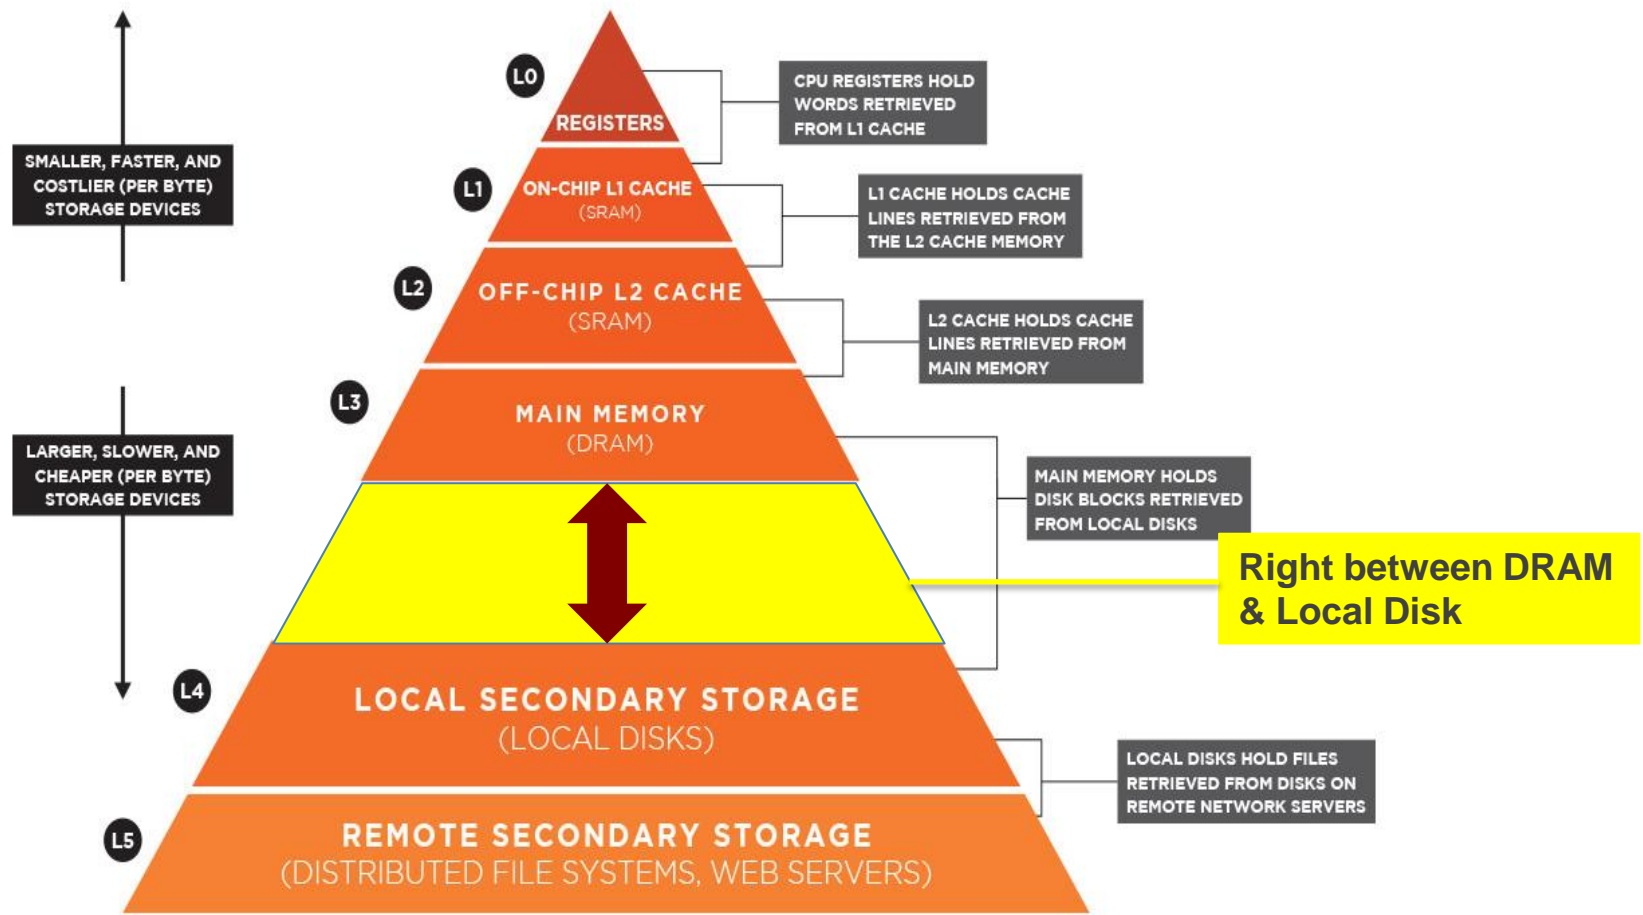 L0
REGISTERS
CPU REGISTERS HOLD
WORDS RETRIEVED
FROM L1 CACHE
SMALLER, FASTER, AND
COSTLIER (PER BYTE)
STORAGE DEVICES
L1
ON-CHIP L1 CACHE
(SRAM)
L1 CACHE HOLDS CACHE
LINES RETRIEVED FROM
THE L2 CACHE MEMORY
L2
OFF-CHIP L2 CACHE
(SRAM)
L2 CACHE HOLDS CACHE
LINES RETRIEVED FROM
MAIN MEMORY
L3
MAIN MEMORY
(DRAM)
LARGER, SLOWER, AND
CHEAPER (PER BYTE)
STORAGE DEVICES
MAIN MEMORY HOLDS
DISK BLOCKS RETRIEVED
FROM LOCAL DISKS
Right between DRAM
& Local Disk
L4
LOCAL SECONDARY STORAGE
(LOCAL DISKS)
LOCAL DISKS HOLD FILES
RETRIEVED FROM DISKS ON
REMOTE NETWORK SERVERS
L5
REMOTE SECONDARY STORAGE
(DISTRIBUTED FILE SYSTEMS, WEB SERVERS)